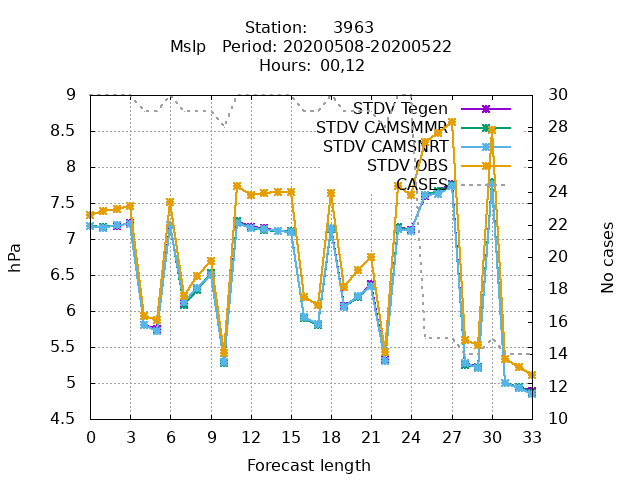 Station:     3963
Mslp   Period: 20200508-20200522
Hours:  00,12
9 30
8.5 28
8 26
7.5 24
7 22
6.5 20
6 18
5.5 16
5 14
4.5 12
10
STDV Tegen
STDV CAMSMMR
STDV CAMSNRT
STDV OBS
CASES
hPa
No cases
0 3 6 9 12 15 18 21 24 27 30 33
Forecast length